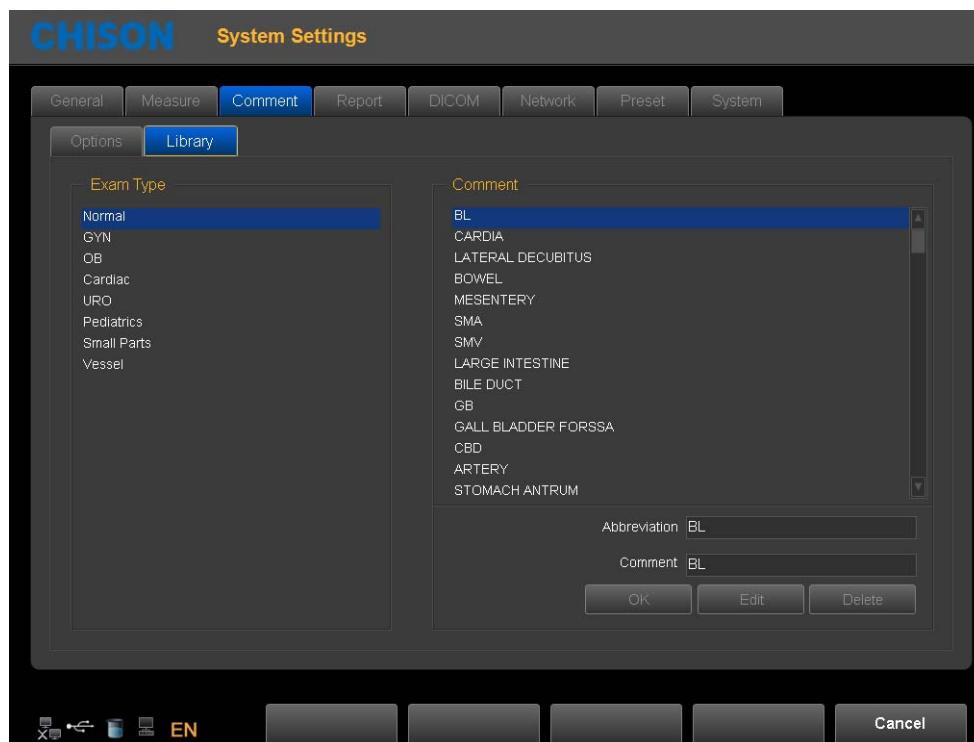 CHISON System Settings
General Measure Comment Report DICOM Network Preset System
Options Library
Exam Type
Normal
GYN
OB
Cardiac
URO
Pediatrics
Small Parts
Vessel
Comment
BL
CARDIA
LATERAL DECUBITUS
BOWEL
MESENTERY
SMA
SMV
LARGE INTESTINE
BILE DUCT
GB
GALL BLADDER FORSSA
CBD
ARTERY
STOMACH ANTRUM
Abbreviation BL
Comment BL
OK Edit Delete
EN Cancel